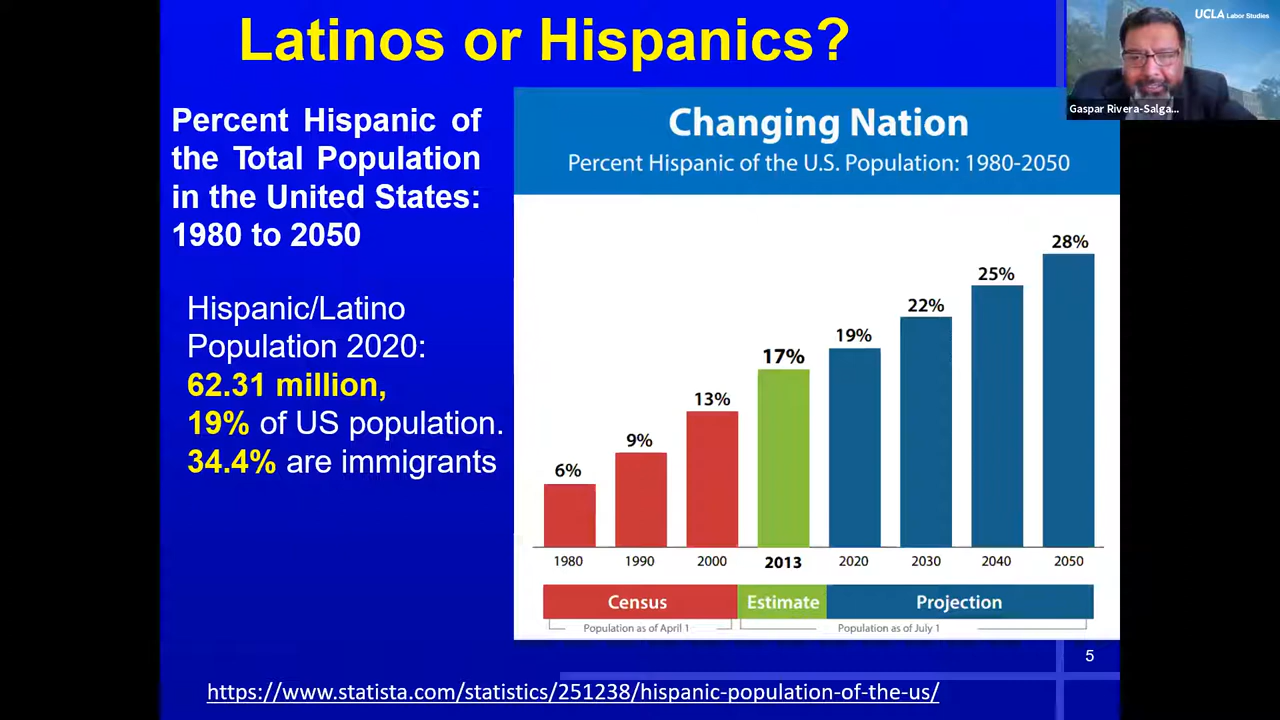 Latinos or Hispanics?
UCLA Labor Studies
Gaspar Rivera-Salga...
Percent Hispanic of
the Total Population
in the United States:
1980 to 2050
Hispanic/Latino
Population 2020:
62.31 million,
19% of US population.
34.4% are immigrants
Changing Nation
Percent Hispanic of the U.S. Population: 1980-2050
6%
9%
13%
17%
19%
22%
25%
28%
1980 1990 2000 2013 2020 2030 2040 2050
Census Estimate Projection
Population as of April 1 Population as of July 1
5
https://www.statista.com/statistics/251238/hispanic-population-of-the-us/